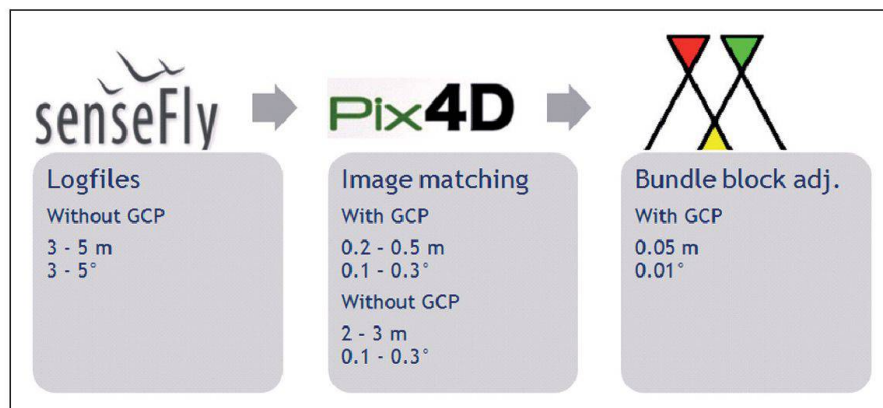 senseFly
Pix4D
Logfiles
Without GCP
3 - 5 m
3 - 5°
Image matching
With GCP
0.2 - 0.5 m
0.1 - 0.3°
Without GCP
2 - 3 m
0.1 - 0.3°
Bundle block adj.
With GCP
0.05 m
0.01°